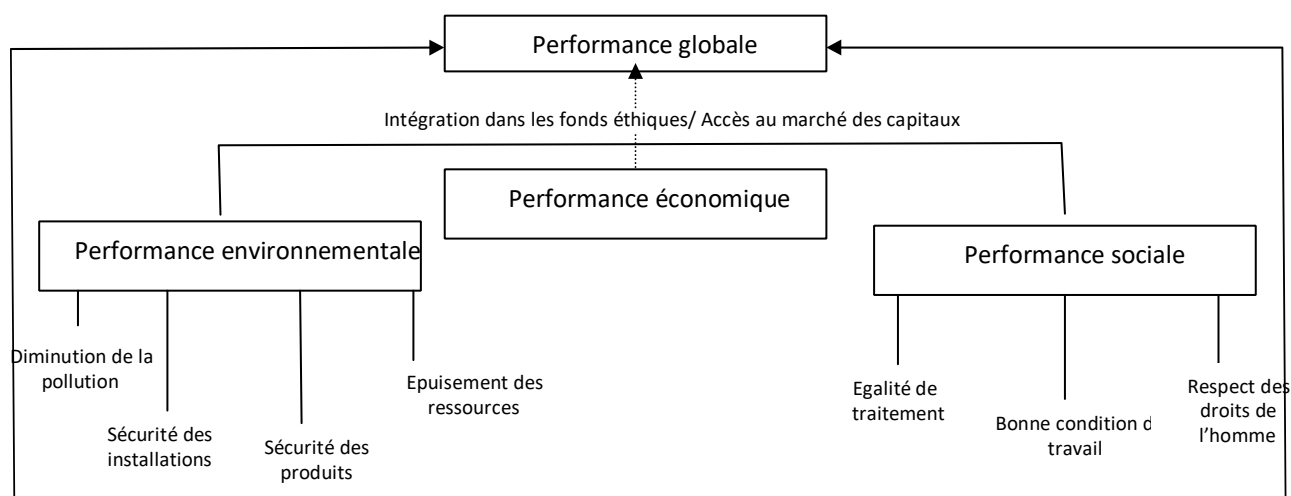 Performance globale
Intégration dans les fonds éthiques/ Accès au marché des capitaux
Performance économique
Performance environnementale
Performance sociale
Diminution de la
pollution
Sécurité des
installations
Sécurité des
produits
Epuisement des
ressources
Egalité de
traitement
Bonne condition d
travail
Respect des
droits de
l’homme